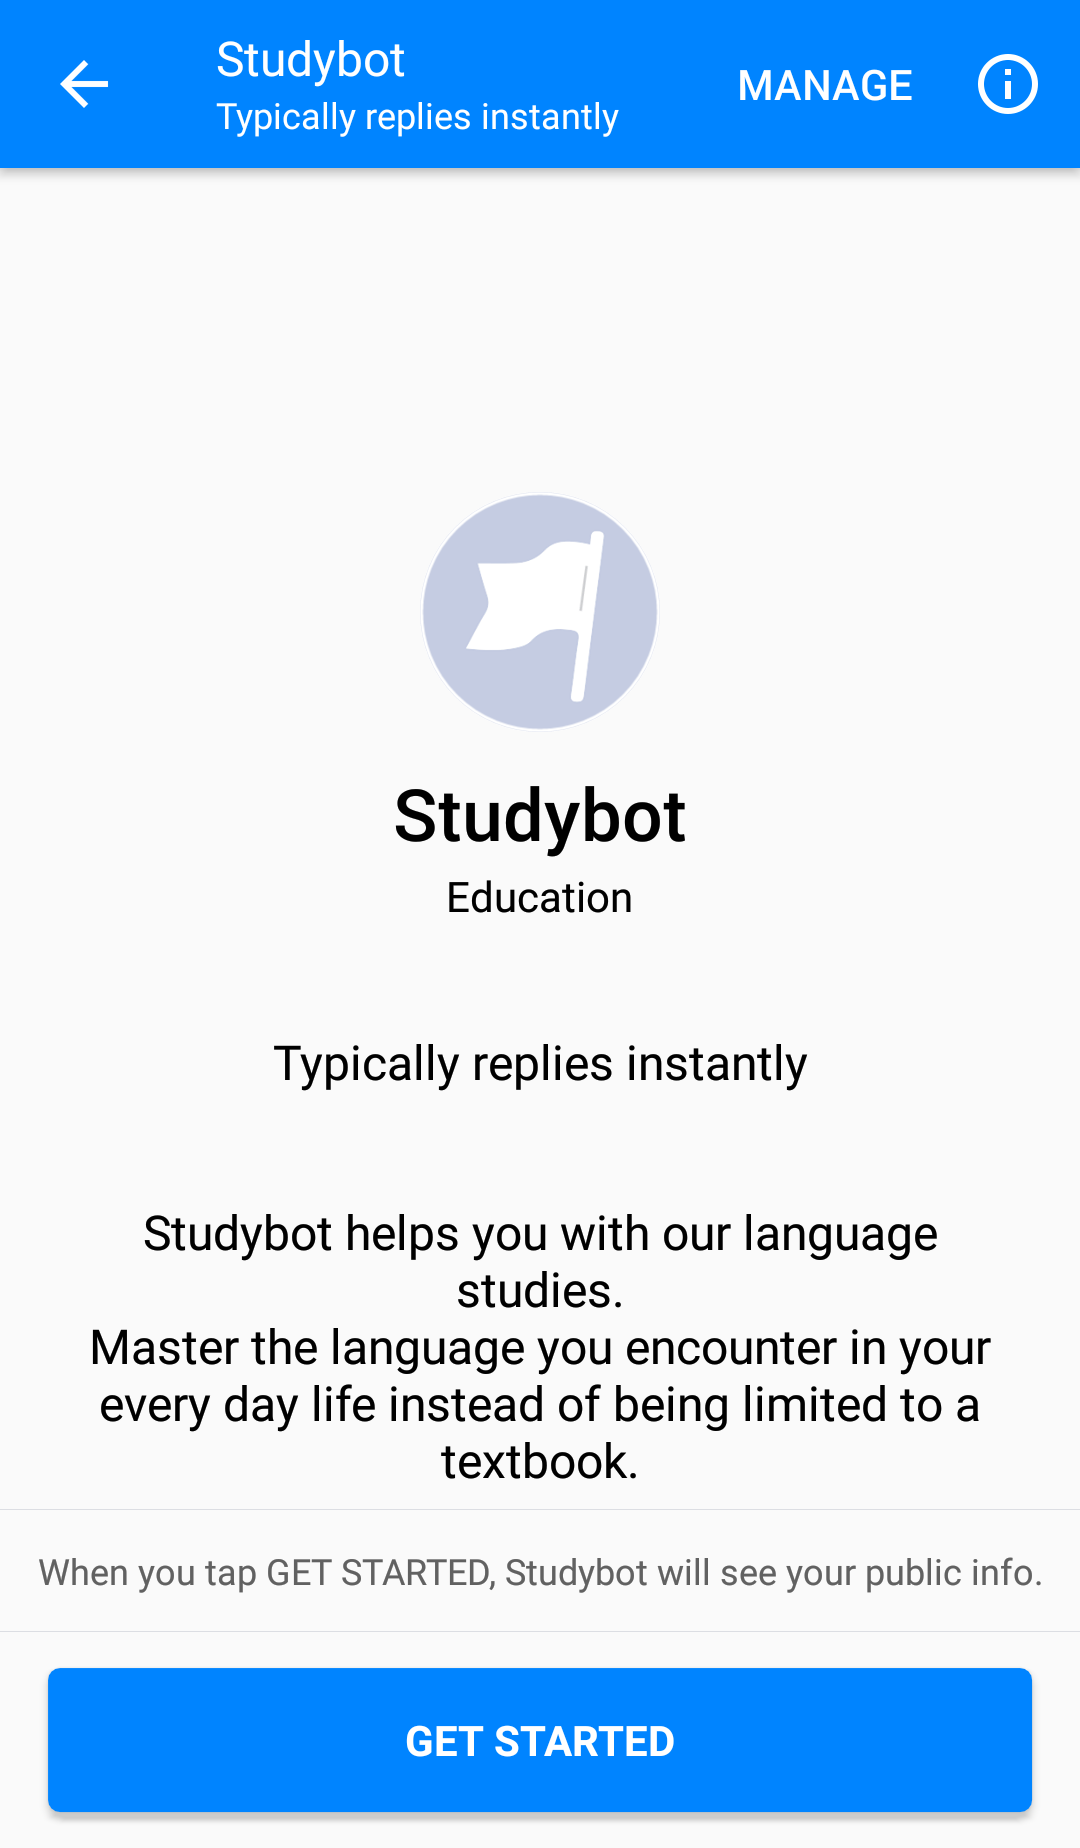 Studybot
Typically replies instantly
MANAGE
Studybot
Education
Typically replies instantly
Studybot helps you with our language
studies.
Master the language you encounter in your
every day life instead of being limited to a
textbook.
When you tap GET STARTED, Studybot will see your public info.
GET STARTED